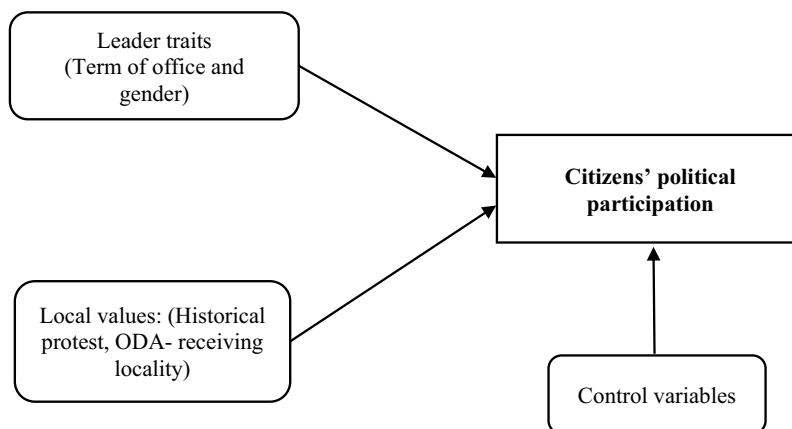 Leader traits
(Term of office and
gender)
Citizens’ political
participation
Local values: (Historical
protest, ODA- receiving
locality)
Control variables